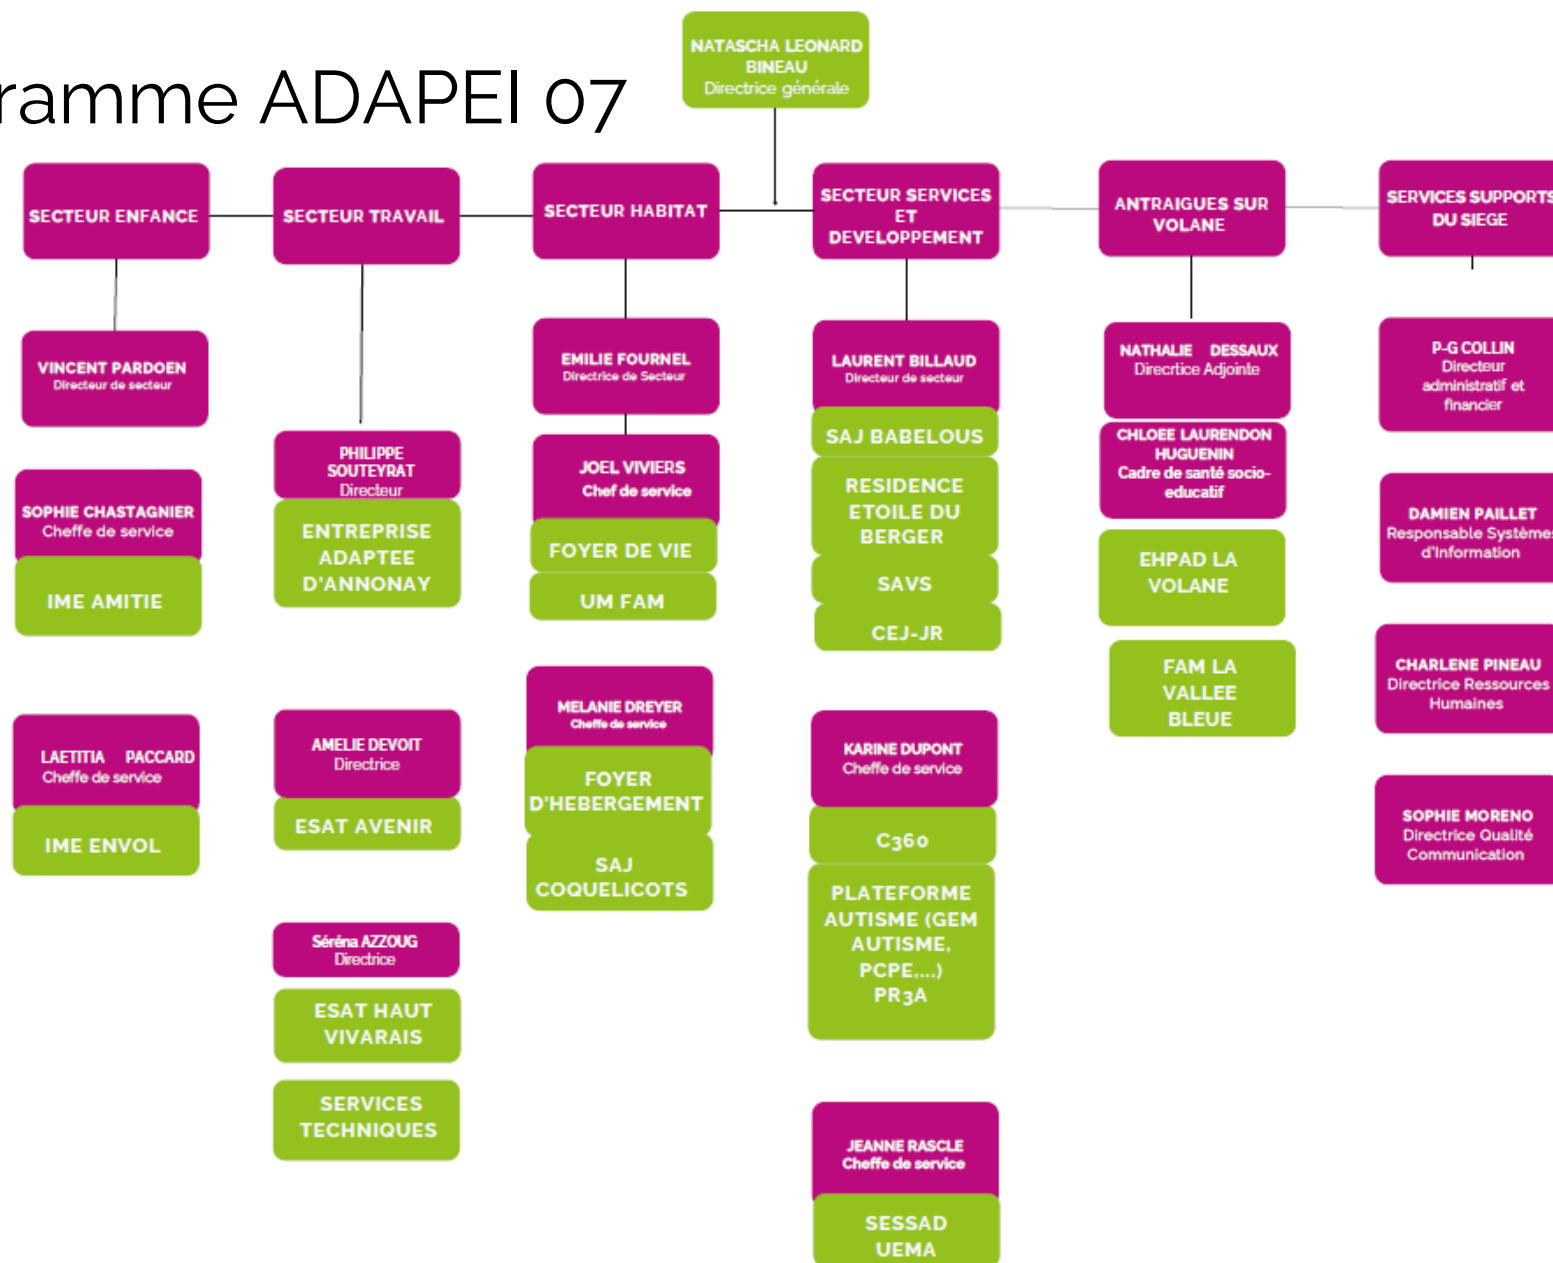 ramme ADAPEI 07
NATASCHA LEONARD
BINEAU
Directrice générale
SECTEUR ENFANCE
VINCENT PARDOEN
Directeur de secteur
SOPHIE CHASTAGNIER
Cheffe de service
IME AMITIE
LAETITIA PACCARD
Cheffe de service
IME ENVOL
SECTEUR TRAVAIL
PHILIPPE
SOUTEYRAT
Directeur
ENTREPRISE
ADAPTEE
D'ANNONAY
AMELIE DEVOIT
Directrice
ESAT AVENIR
Séréna AZZOUG
Directrice
ESAT HAUT
VIVARAIS
SERVICES
TECHNIQUES
SECTEUR HABITAT
EMILIE FOURNEL
Directrice de Secteur
JOEL VIVIERS
Chef de service
FOYER DE VIE
UM FAM
MELANIE DREYER
Cheffe de service
FOYER
D'HEBERGEMENT
SAJ
COQUELICOTS
SECTEUR SERVICES
ET
DEVELOPPEMENT
LAURENT BILLAUD
Directeur de secteur
SAJ BABELOUS
RESIDENCE
ETOILE DU
BERGER
SAVS
CEJ-JR
KARINE DUPONT
Cheffe de service
C360
PLATEFORME
AUTISME (GEM
AUTISME,
PCPE,...)
PR3A
JEANNE RASCLE
Cheffe de service
SESSAD
UEMA
ANTRAIGUES SUR
VOLANE
NATHALIE DESSAUX
Direcrtice Adjointe
CHLOEE LAURENDON
HUGUENIN
Cadre de santé socio-
educatif
EHPAD LA
VOLANE
FAM LA
VALLEE
BLEUE
SERVICES SUPPORTS
DU SIEGE
P-G COLLIN
Directeur
administratif et
financier
DAMIEN PAILLET
Responsable Systèmes
d'Information
CHARLENE PINEAU
Directrice Ressources
Humaines
SOPHIE MORENO
Directrice Qualité
Communication